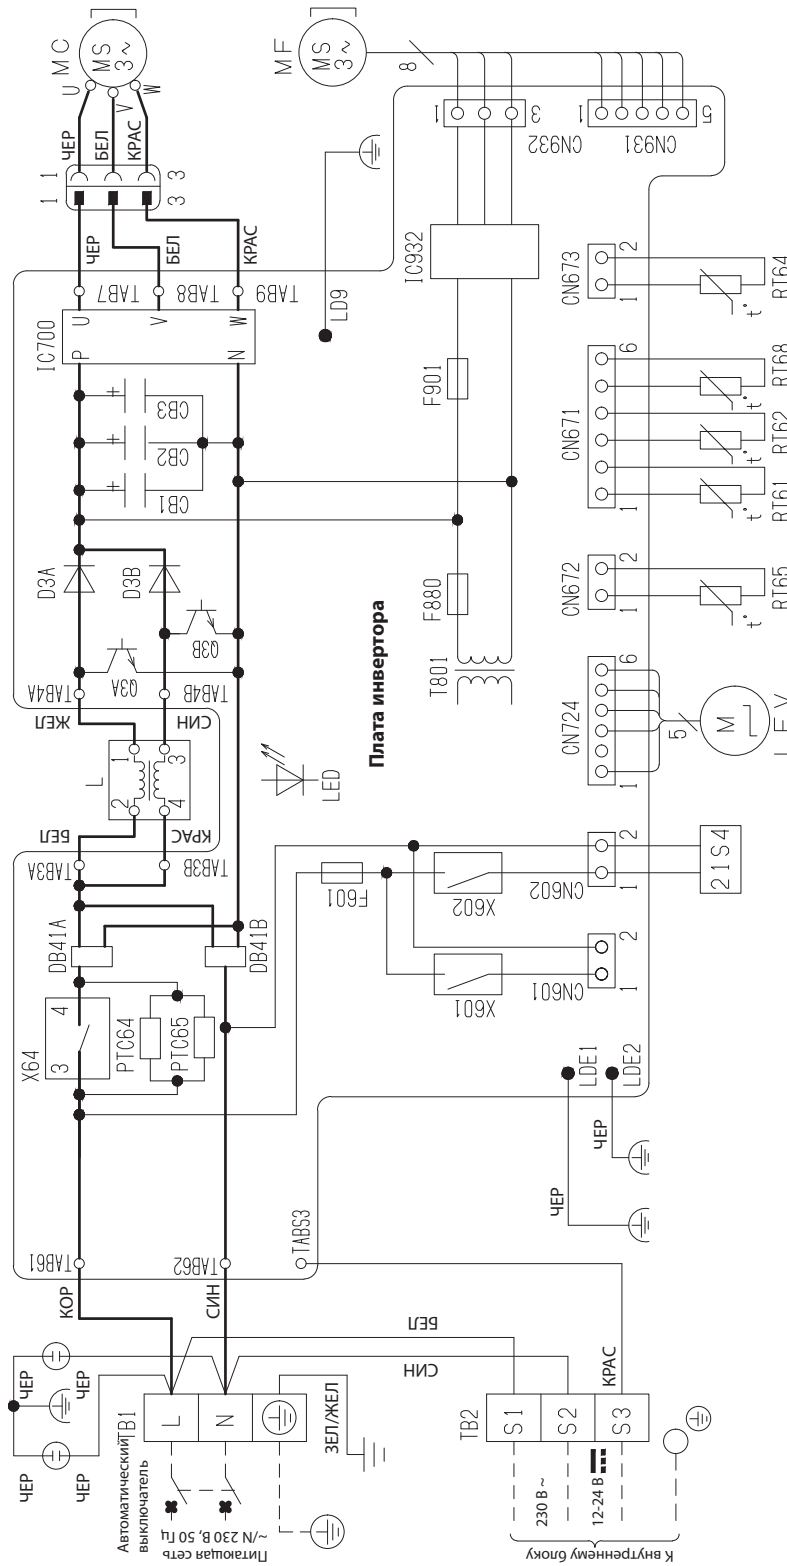 Питающая сеть
~/N 230 В, 50 Гц
Автоматический
выключатель
TB1
L
N
ЧЕР
ЧЕР
ЧЕР
ЧЕР
ЗЕЛ/ЖЕЛ
КОР
СИН
БЕЛ
СИН
КРАС
TB2
S1
S2
S3
230 В ~
12-24 В
К внутреннему блоку
TAB61
TAB62
TABS3
X64
3
4
PTC64
PTC65
DB41A
DB41B
TAB3A
TAB3B
БЕЛ
КРАС
L
2
1
4
3
ЖЕЛ
СИН
TAB4A
TAB4B
Q3A
Q3B
D3A
D3B
CB1
CB2
CB3
+
+
+
IC700
P
U
V
N
W
TAB7
TAB8
TAB9
ЧЕР
БЕЛ
КРАС
1
1
3
3
ЧЕР
БЕЛ
КРАС
U
V
W
MC
MS
3~
LED
Плата инвертора
LD9
MF
MS
3~
8
F601
X601
X602
CN601
1
2
CN602
1
2
21S4
T801
F880
F901
IC932
CN932
1
3
CN931
1
5
LDE1
LDE2
ЧЕР
ЧЕР
CN724
1
6
5
M
LEV
CN672
1
2
t°
RT65
CN671
1
6
t°
RT61
t°
RT62
t°
RT68
CN673
1
2
t°
RT64